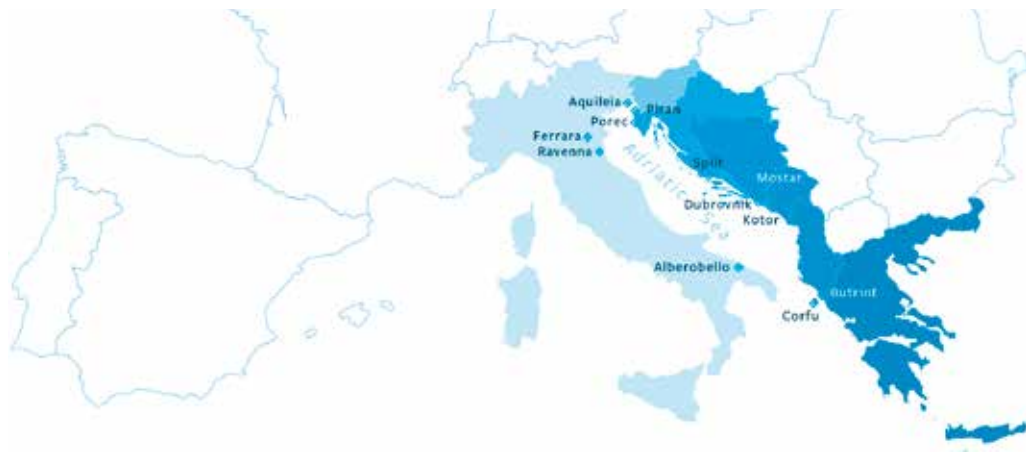 Aquileia
Piran
Porec
Ferrara
Ravenna
Adriatic Sea
Split
Mostar
Dubrovnik
Kotor
Alberobello
Butrint
Corfu